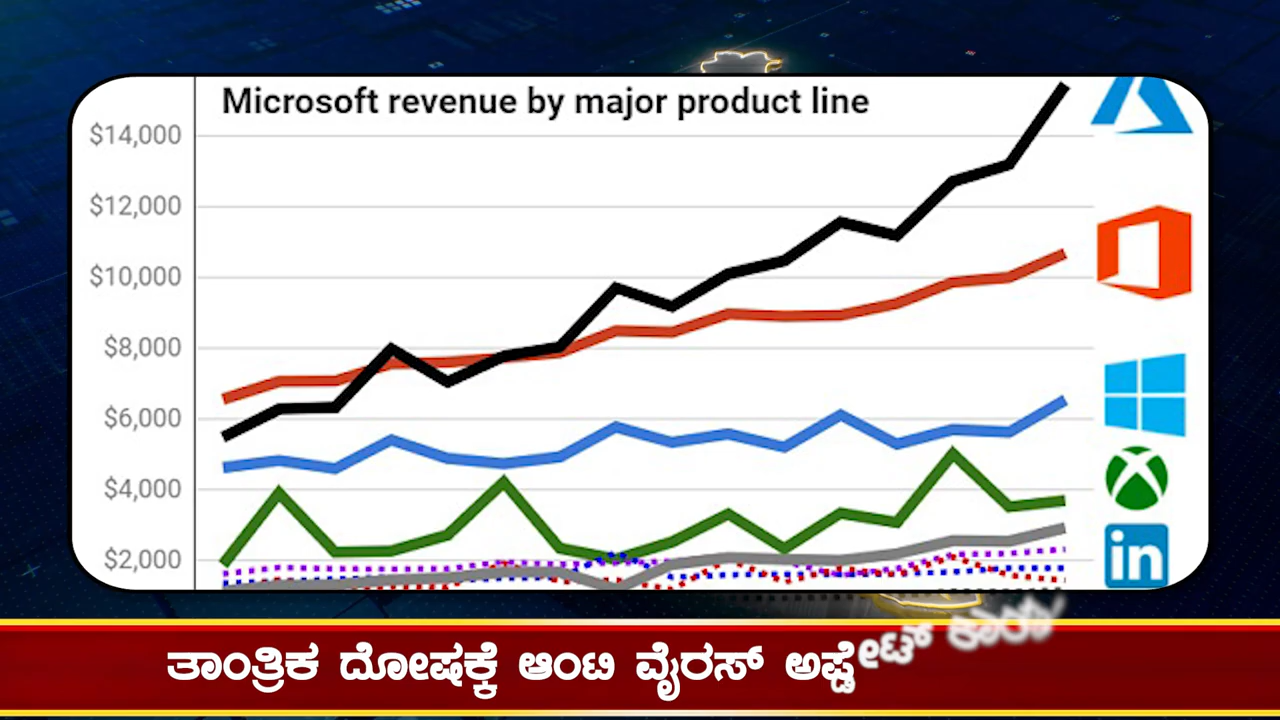 Microsoft revenue by major product line
$14,000
$12,000
$10,000
$8,000
$6,000
$4,000
$2,000
in
ತಾಂತ್ರಿಕ ದೋಷಕ್ಕೆ ಆಂಟಿ ವೈರಸ್ ಅಪ್ಡೇಟ್